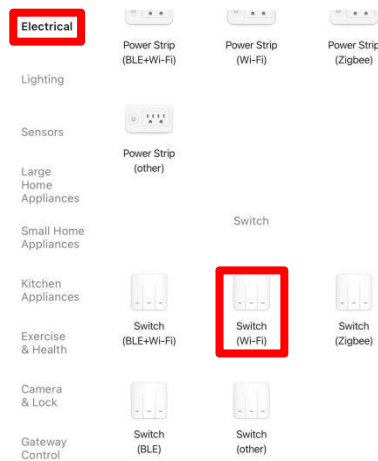 Electrical
Lighting
Sensors
Large
Home
Appliances
Small Home
Appliances
Kitchen
Appliances
Exercise
& Health
Camera
& Lock
Gateway
Control
Power Strip
(BLE+Wi-Fi)
Power Strip
(Wi-Fi)
Power Strip
(Zigbee)
Power Strip
(other)
Switch
Switch
(BLE+Wi-Fi)
Switch
(Wi-Fi)
Switch
(Zigbee)
Switch
(BLE)
Switch
(other)